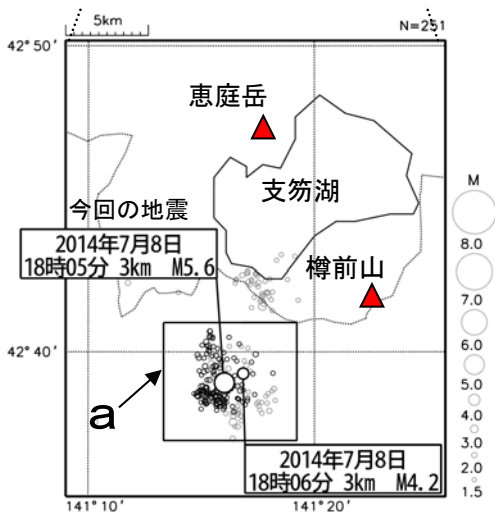 5km
N=251
42°50'
恵庭岳
支笏湖
今回の地震
2014年7月8日
18時05分 3km M5.6
樽前山
42°40'
a
2014年7月8日
18時06分 3km M4.2
141°10'
141°20'
M
8.0
7.0
6.0
5.0
4.0
3.0
2.0
1.5